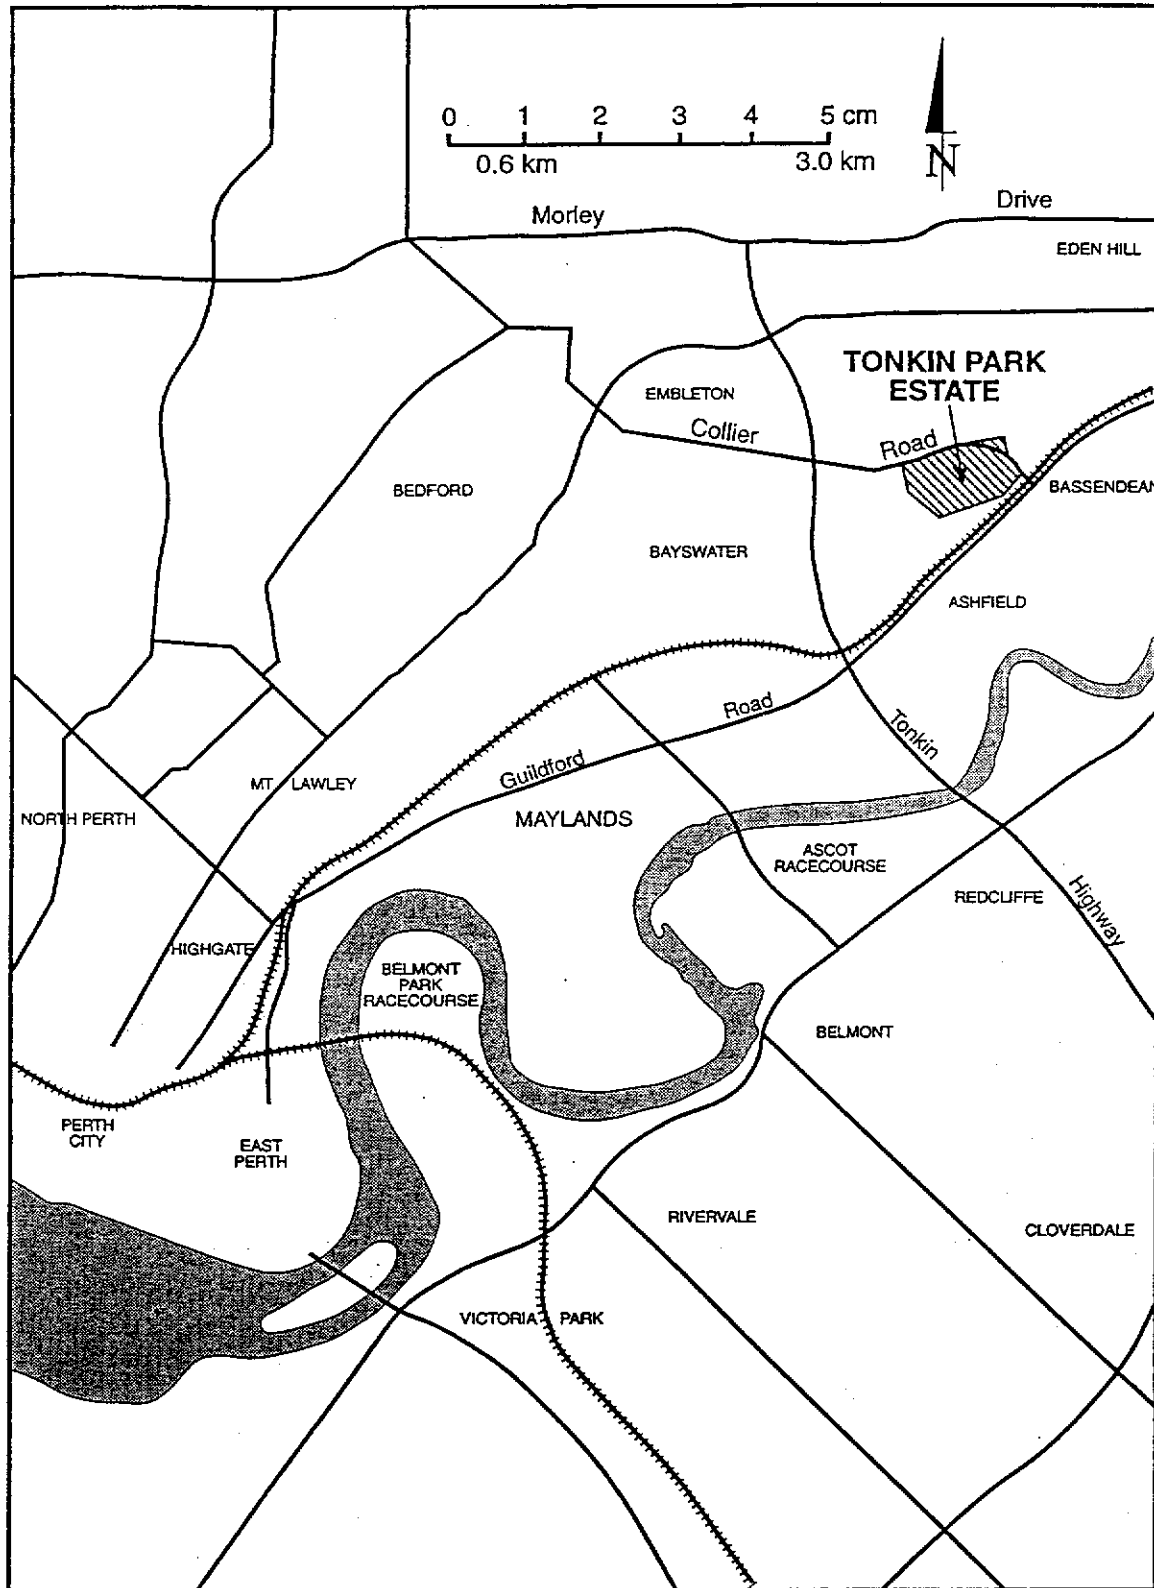 0 1 2 3 4 5 cm
0.6 km 3.0 km
N
Morley Drive
EDEN HILL
TONKIN PARK
ESTATE
EMBLETON
Collier Road
BEDFORD
BASSENDEAN
BAYSWATER
ASHFIELD
Guildford Road
Tonkin Highway
MT LAWLEY
NORTH PERTH
MAYLANDS
ASCOT
RACECOURSE
REDCLIFFE
HIGHGATE
BELMONT
PARK
RACECOURSE
BELMONT
PERTH
CITY
EAST
PERTH
RIVERVALE
CLOVERDALE
VICTORIA PARK